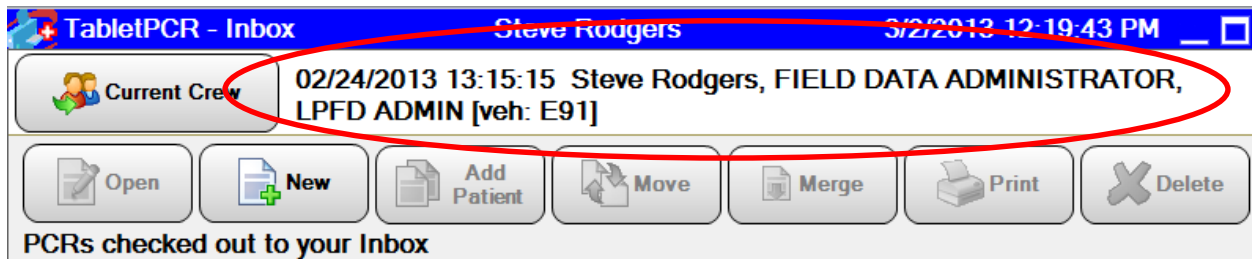 TabletPCR - Inbox Steve Rodgers 3/2/2013 12:19:43 PM
Current Crew
02/24/2013 13:15:15 Steve Rodgers, FIELD DATA ADMINISTRATOR,
LPFD ADMIN [veh: E91]
Open New Add Patient Move Merge Print Delete
PCRs checked out to your Inbox